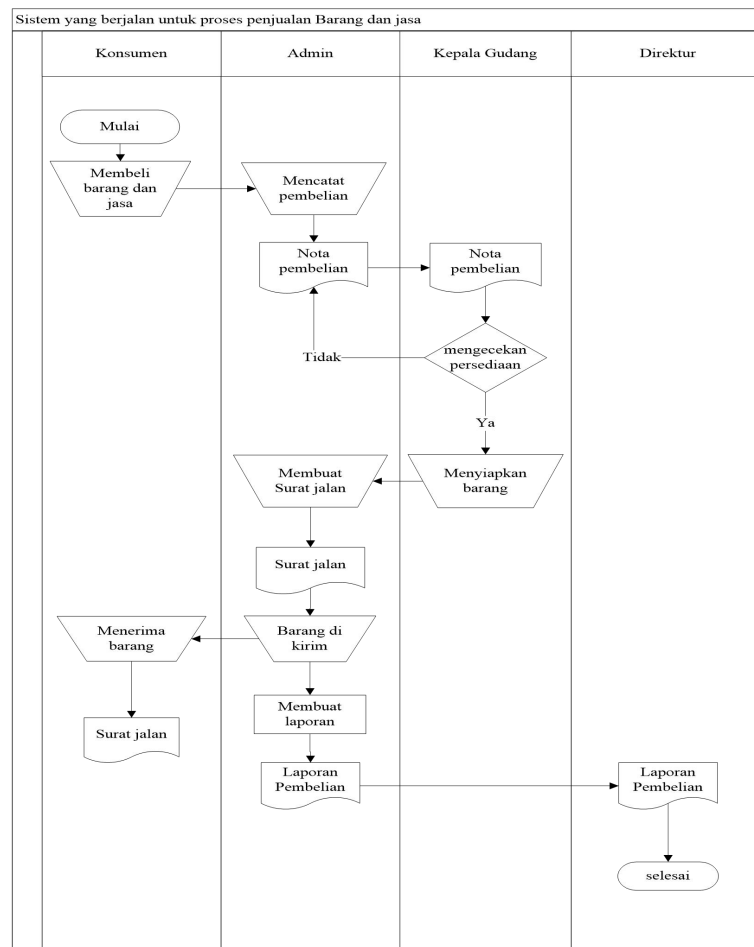 Sistem yang berjalan untuk proses penjualan Barang dan jasa
Konsumen
Admin
Kepala Gudang
Direktur
Mulai
Membeli
barang dan
jasa
Mencatat
pembelian
Nota
pembelian
Nota
pembelian
mengecekan
persediaan
Tidak
Ya
Menyiapkan
barang
Membuat
Surat jalan
Surat jalan
Barang di
kirim
Menerima
barang
Surat jalan
Membuat
laporan
Laporan
Pembelian
Laporan
Pembelian
selesai